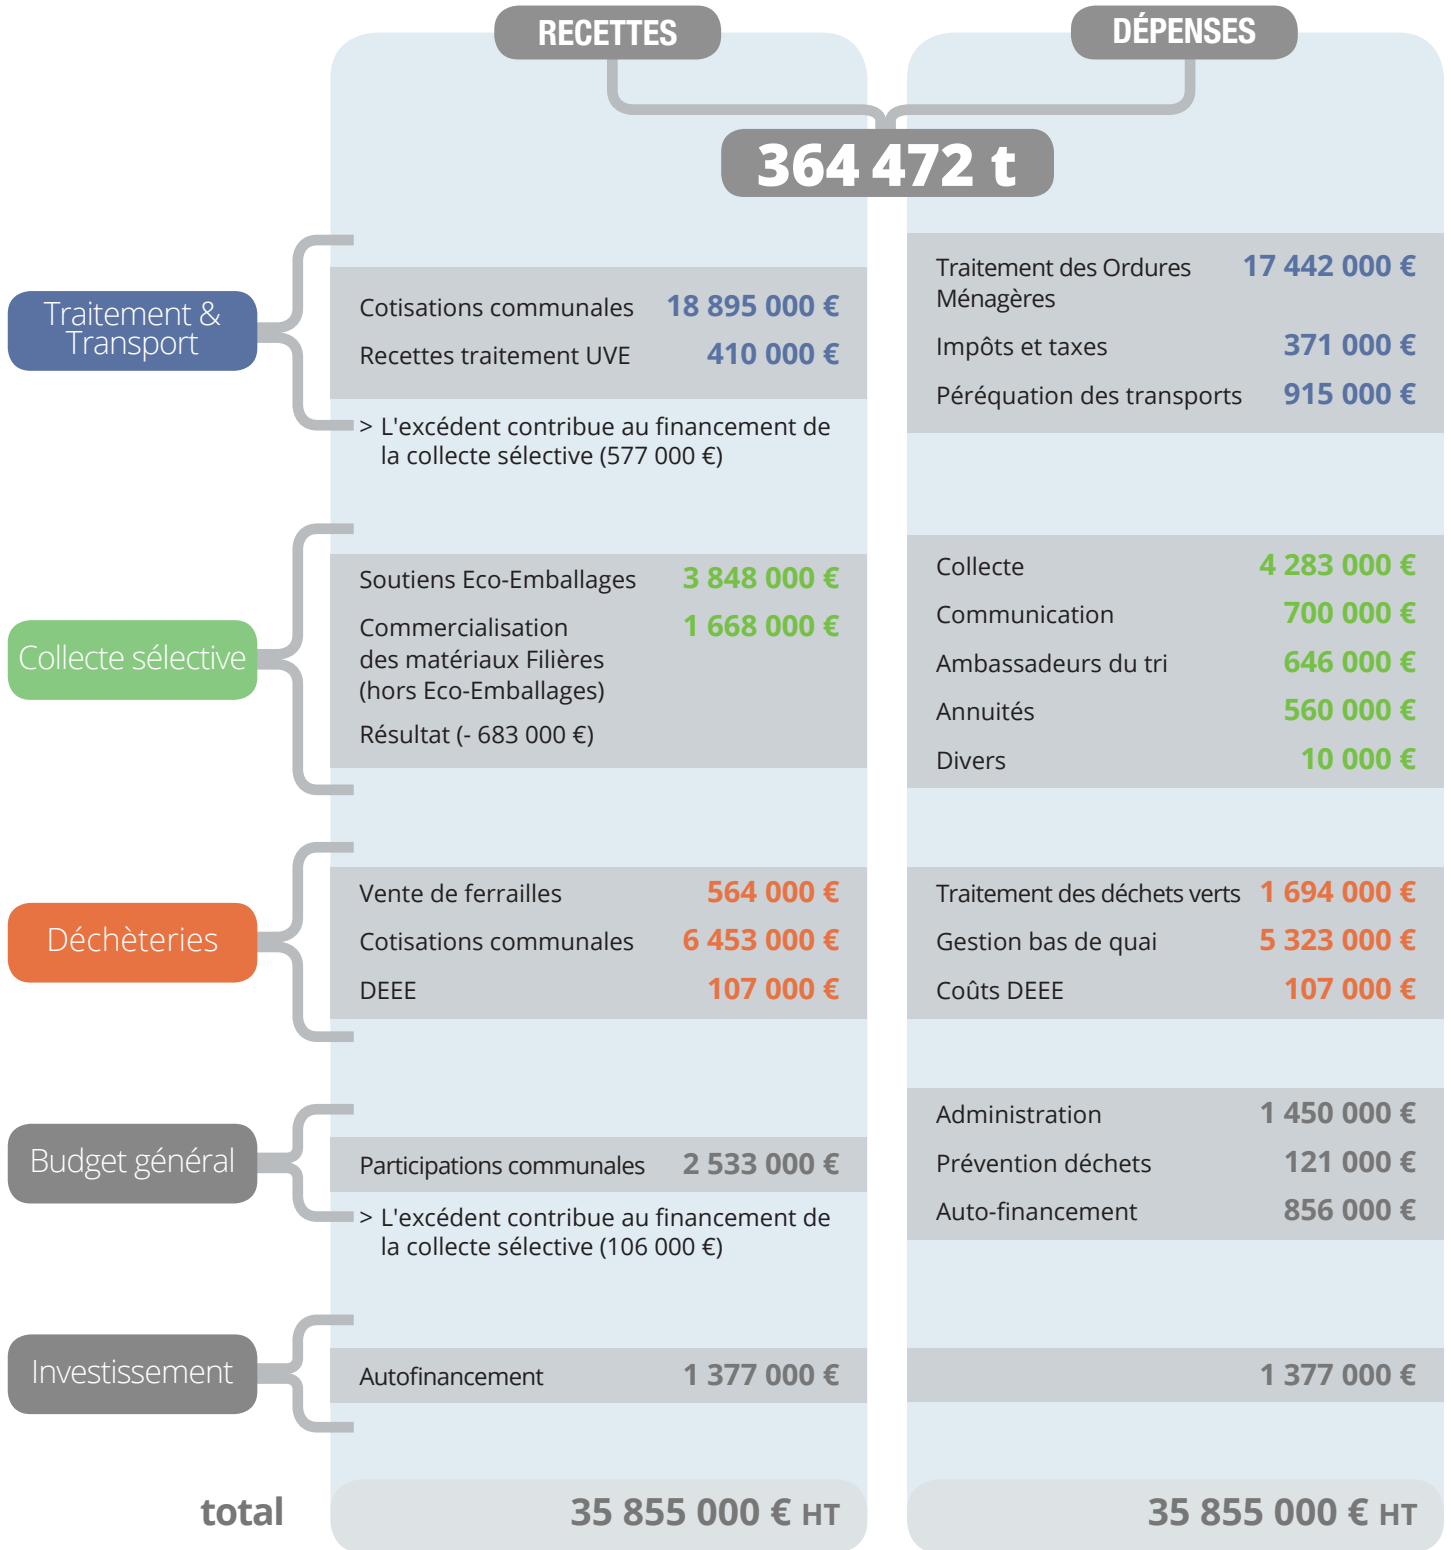 RECETTES
DÉPENSES
364 472 t
Traitement &
Transport
Cotisations communales 18 895 000 €
Recettes traitement UVE 410 000 €
> L'excédent contribue au financement de
la collecte sélective (577 000 €)
Traitement des Ordures 17 442 000 €
Ménagères
Impôts et taxes 371 000 €
Péréquation des transports 915 000 €
Collecte sélective
Soutiens Eco-Emballages 3 848 000 €
Commercialisation 1 668 000 €
des matériaux Filières
(hors Eco-Emballages)
Résultat (- 683 000 €)
Collecte 4 283 000 €
Communication 700 000 €
Ambassadeurs du tri 646 000 €
Annuités 560 000 €
Divers 10 000 €
Déchèteries
Vente de ferrailles 564 000 €
Cotisations communales 6 453 000 €
DEEE 107 000 €
Traitement des déchets verts 1 694 000 €
Gestion bas de quai 5 323 000 €
Coûts DEEE 107 000 €
Budget général
Participations communales 2 533 000 €
> L'excédent contribue au financement de
la collecte sélective (106 000 €)
Administration 1 450 000 €
Prévention déchets 121 000 €
Auto-financement 856 000 €
Investissement
Autofinancement 1 377 000 €
1 377 000 €
total
35 855 000 € HT
35 855 000 € HT